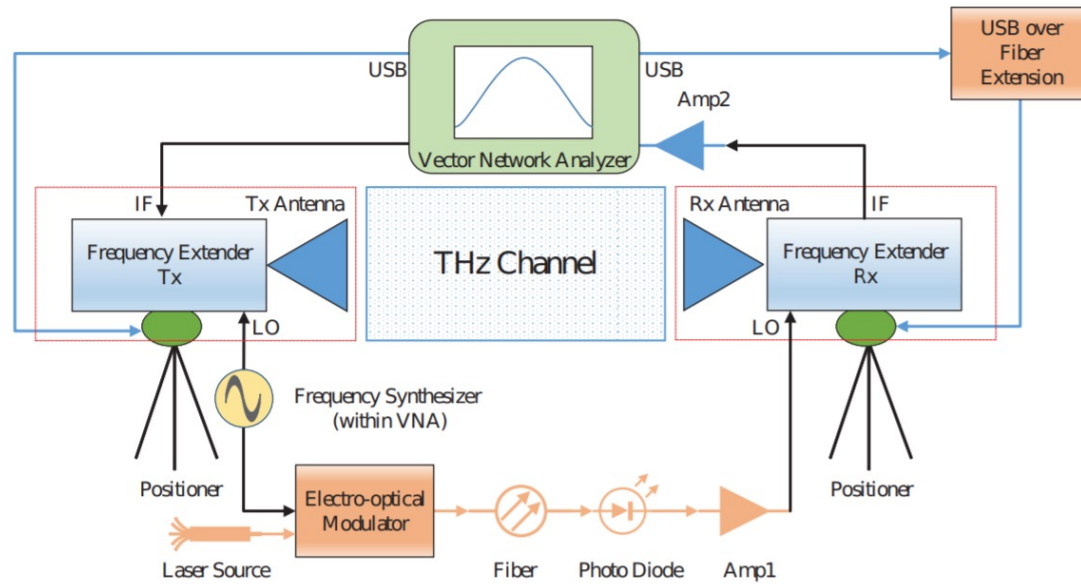 USB over
Fiber
Extension
USB
USB
Amp2
Vector Network Analyzer
IF
Tx Antenna
Rx Antenna
IF
Frequency Extender
Tx
THz Channel
Frequency Extender
Rx
LO
LO
Frequency Synthesizer
(within VNA)
Positioner
Positioner
Electro-optical
Modulator
Laser Source
Fiber
Photo Diode
Amp1